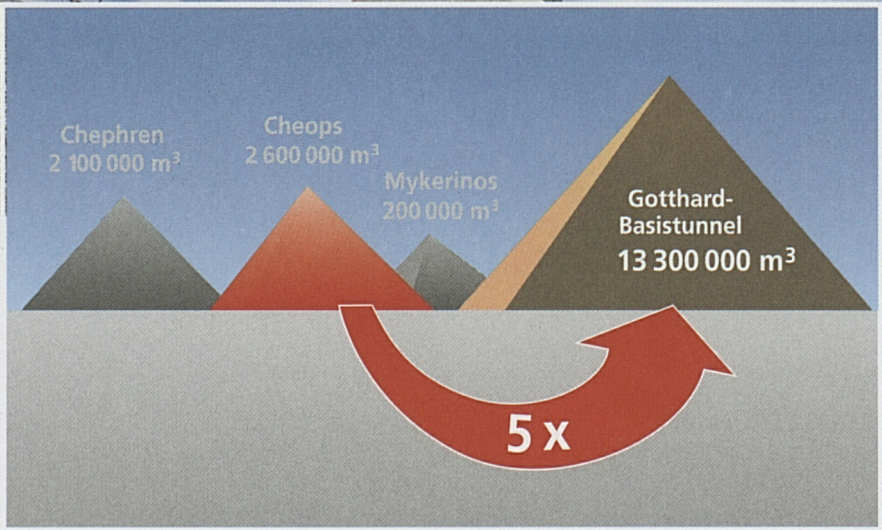 Chephren
2 100 000 m³
Cheops
2 600 000 m³
Mykerinos
200 000 m³
Gotthard-
Basistunnel
13 300 000 m³
5 x